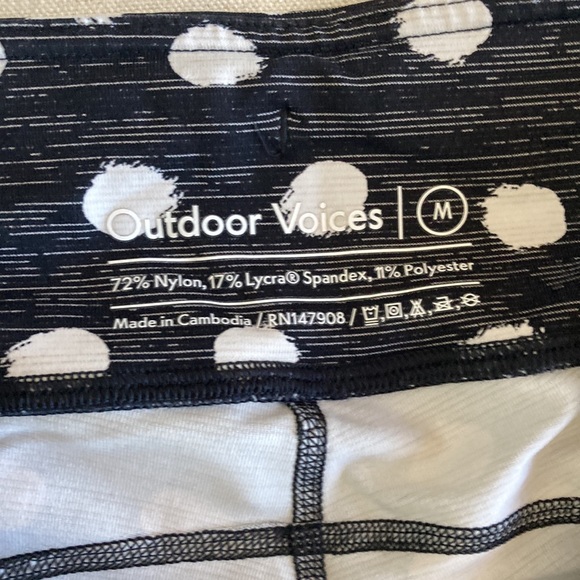 Outdoor Voices | M
72% Nylon, 17% Lycra® Spandex, 11% Polyester
Made in Cambodia / RN147908 /